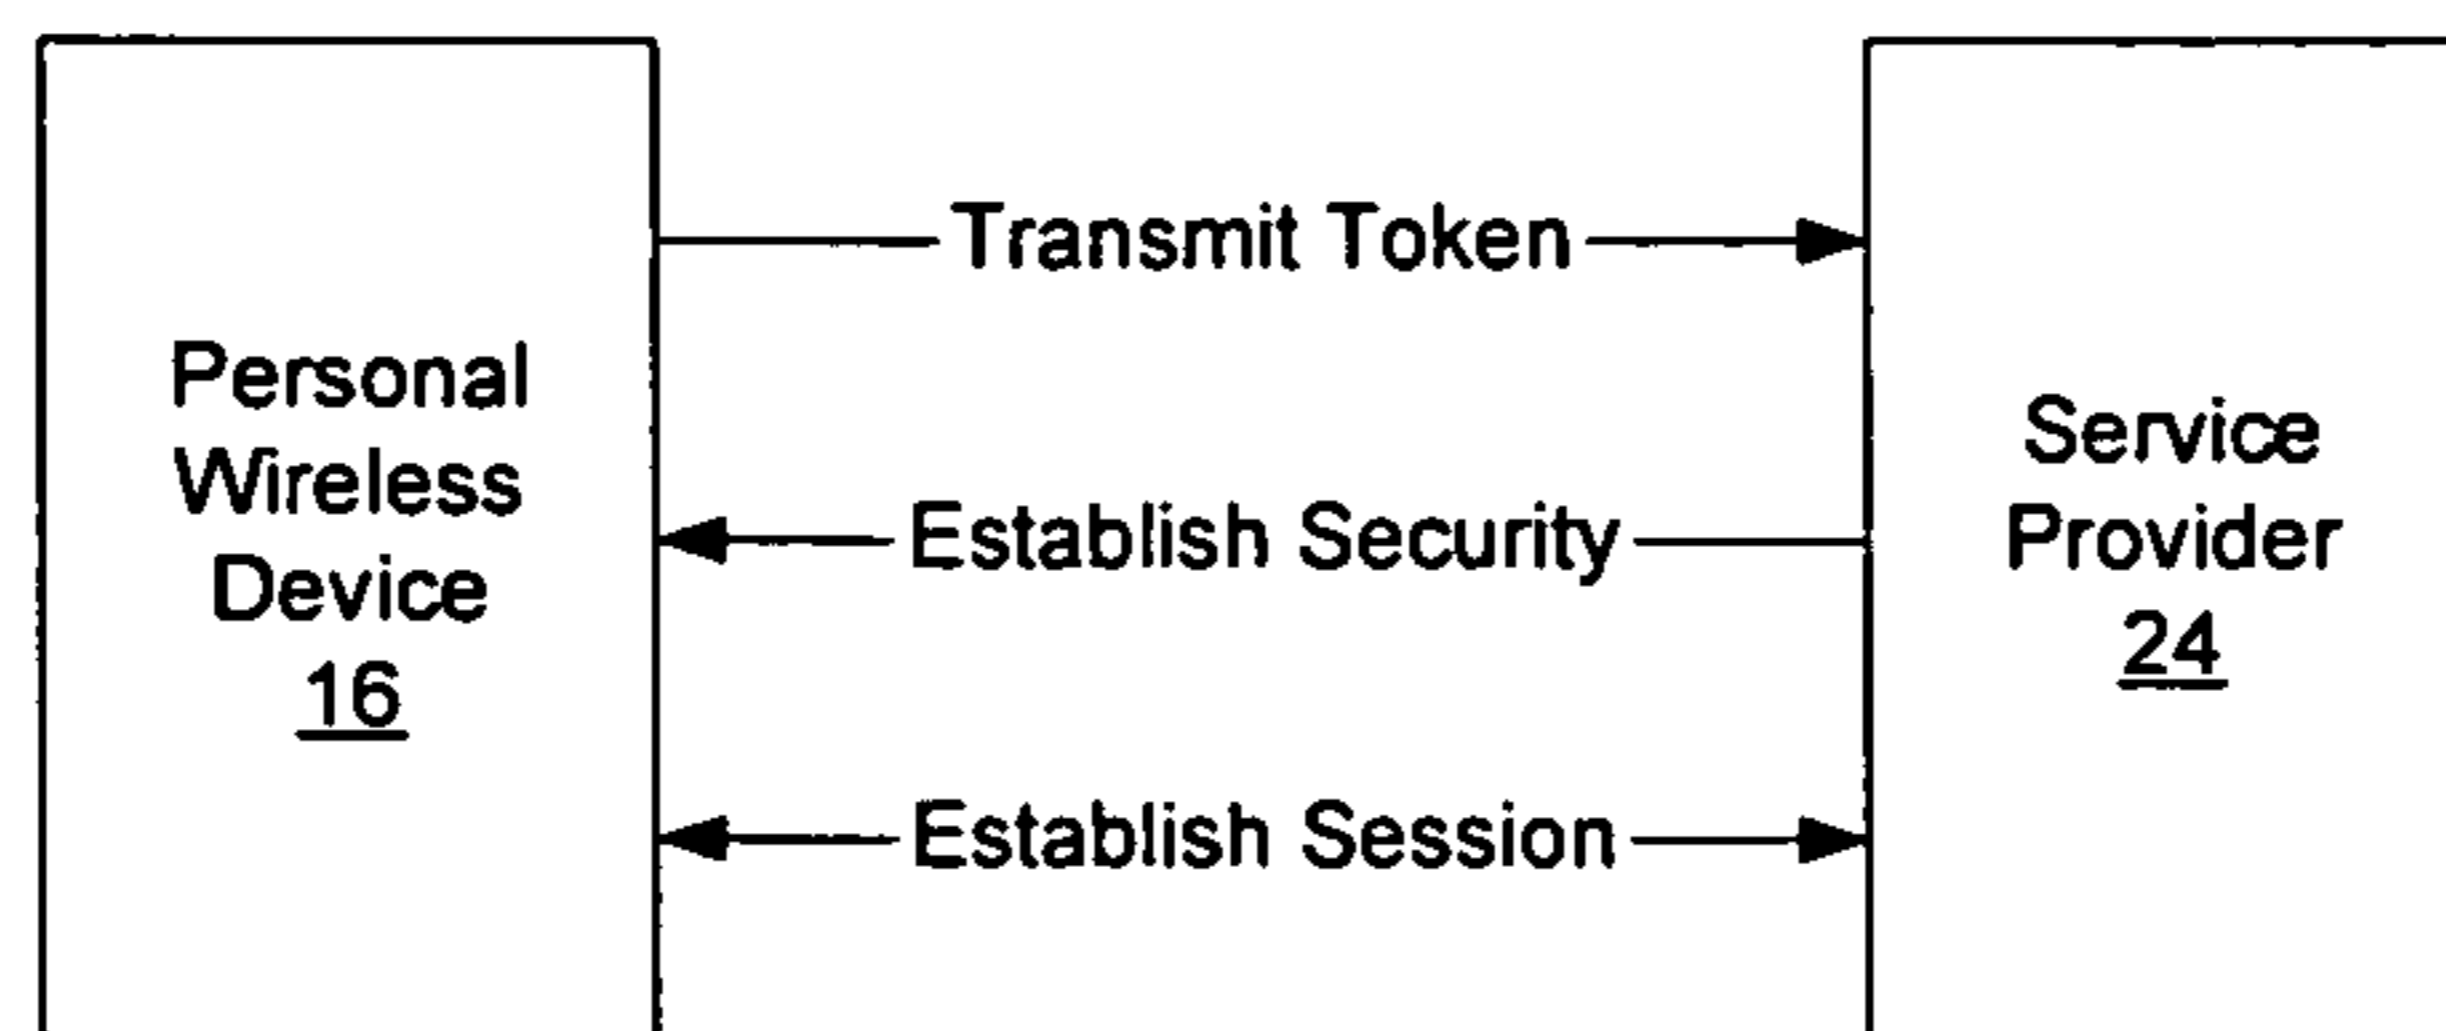 Transmit Token
Personal
Wireless
Device
16
Establish Security
Establish Session
Service
Provider
24